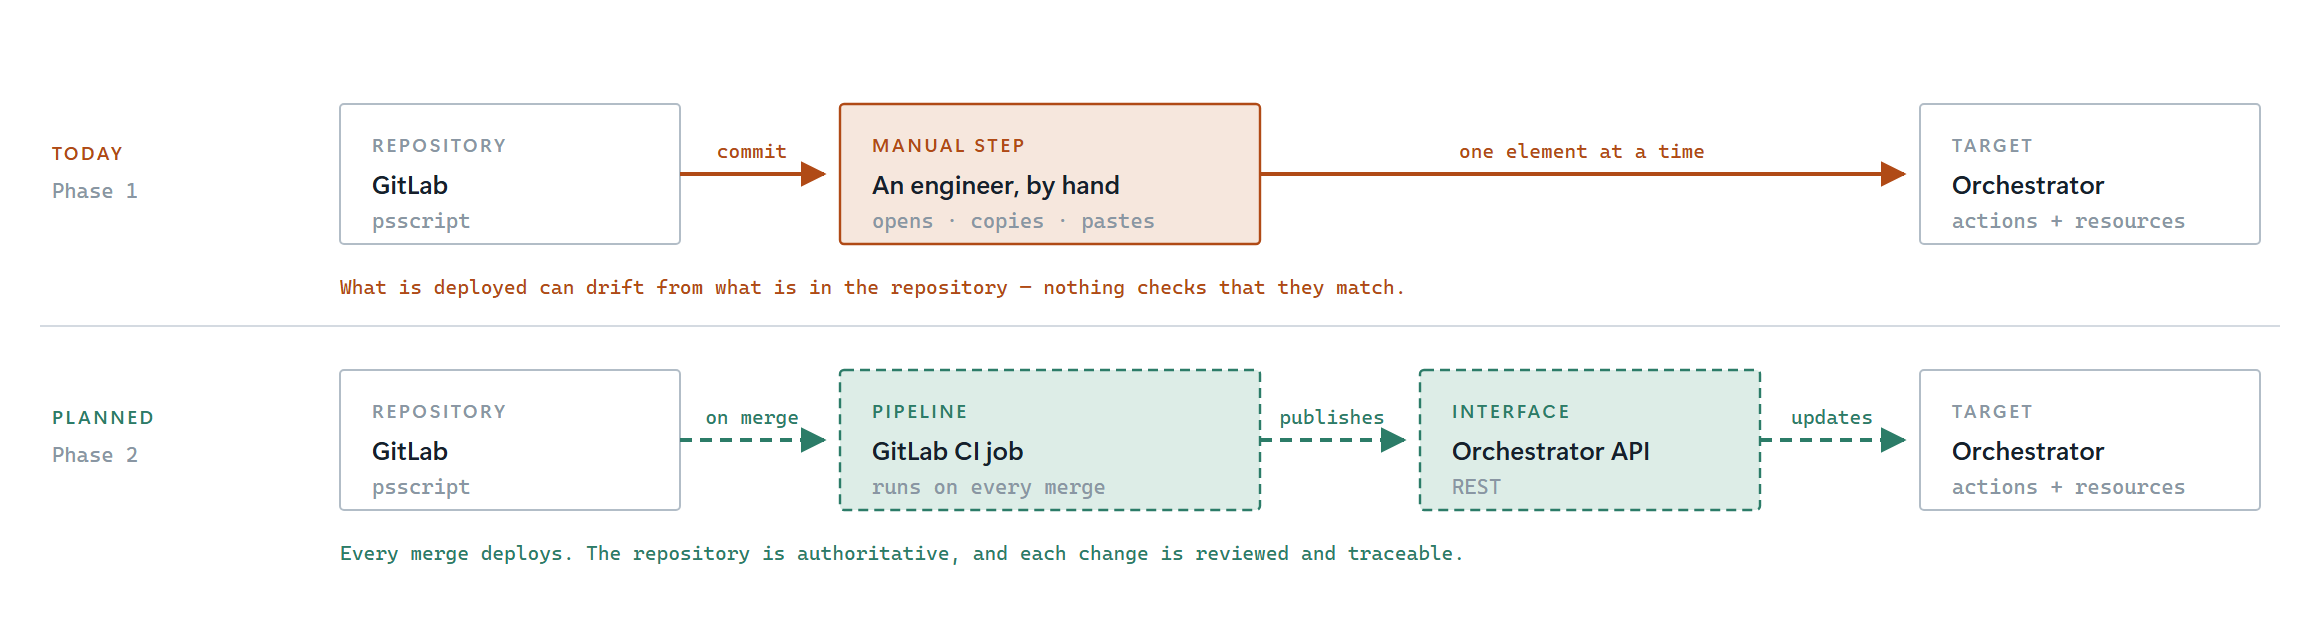 TODAY
Phase 1
REPOSITORY
GitLab
psscript
commit
MANUAL STEP
An engineer, by hand
opens · copies · pastes
one element at a time
TARGET
Orchestrator
actions + resources
What is deployed can drift from what is in the repository — nothing checks that they match.
PLANNED
Phase 2
REPOSITORY
GitLab
psscript
on merge
PIPELINE
GitLab CI job
runs on every merge
publishes
INTERFACE
Orchestrator API
REST
updates
TARGET
Orchestrator
actions + resources
Every merge deploys. The repository is authoritative, and each change is reviewed and traceable.